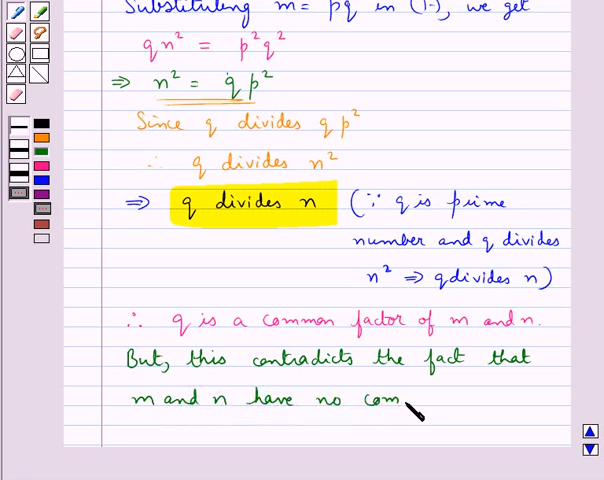 Substituting m = pq in (1), we get
qn² = p²q²
⇒ n² = qp²
Since q divides qp²
∴ q divides n²
⇒ q divides n (∵ q is prime
number and q divides
n² ⇒ q divides n)
∴ q is a common factor of m and n.
But, this contradicts the fact that
m and n have no com